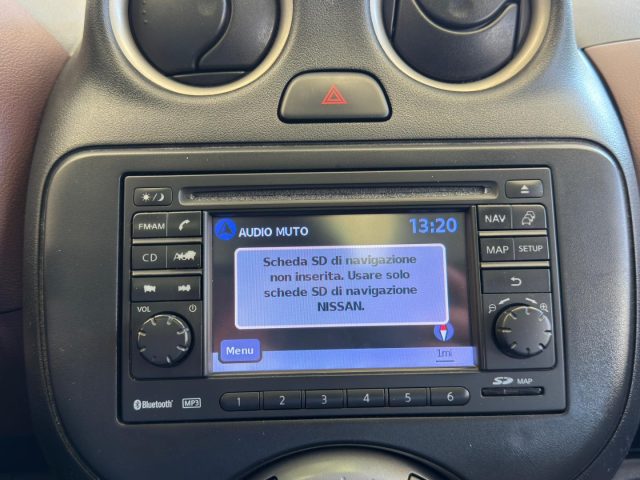 AUDIO MUTO 13:20
FM·AM
NAV
CD
MAP SETUP
Scheda SD di navigazione
non inserita. Usare solo
schede SD di navigazione
NISSAN.
VOL
Menu
1mi
Bluetooth MP3
1 2 3 4 5 6
SD MAP